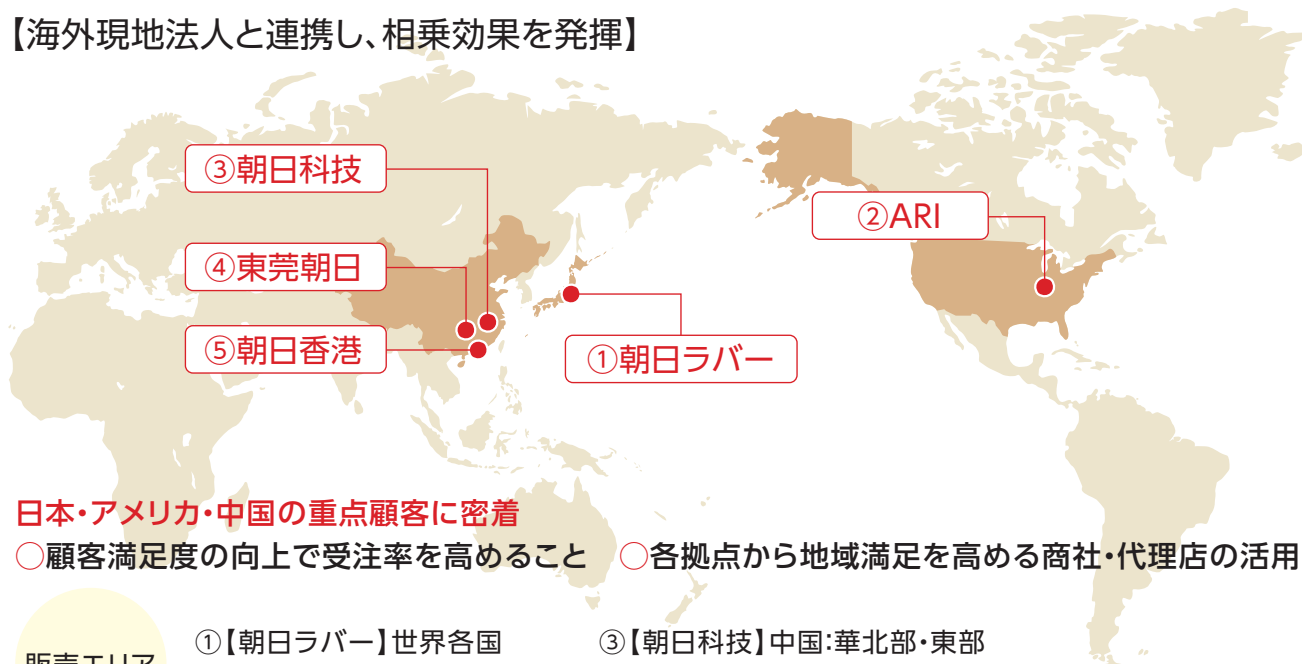 【海外現地法人と連携し、相乗効果を発揮】
③朝日科技
②ARI
④東莞朝日
⑤朝日香港
①朝日ラバー
日本・アメリカ・中国の重点顧客に密着
○顧客満足度の向上で受注率を高めること ○各拠点から地域満足を高める商社・代理店の活用
①【朝日ラバー】世界各国 ③【朝日科技】中国：華北部・東部
販売エリア